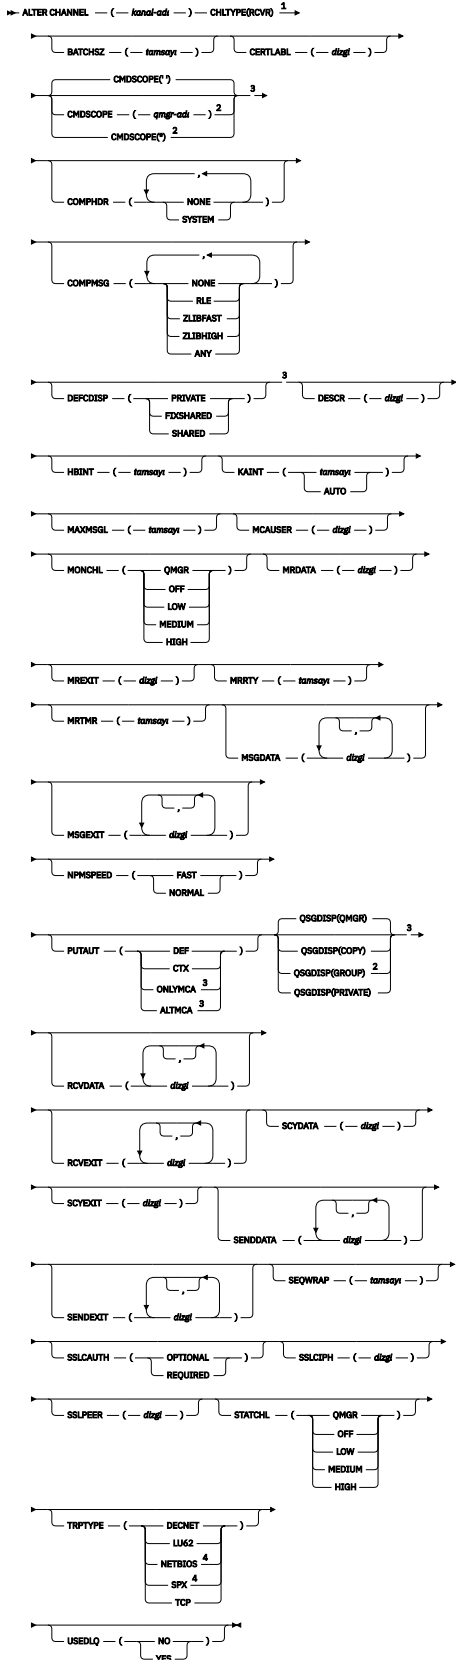 ALTER CHANNEL ( kanal-adı ) CHLTYPE(RCVR) 1
BATCHSZ ( tamsayı ) CERTLABL ( dizgi )
CMDSCOPE(' ') 3
CMDSCOPE ( qmgr-adı ) 2
CMDSCOPE(*) 2
,
COMPHDR ( NONE )
SYSTEM
,
COMPMSG ( NONE )
RLE
ZLIBFAST
ZLIBHIGH
ANY
3
DEFCDISP ( PRIVATE ) DESCR ( dizgi )
FIXSHARED
SHARED
HBINT ( tamsayı ) KAINT ( tamsayı )
AUTO
MAXMSGL ( tamsayı ) MCAUSER ( dizgi )
MONCHL ( QMGR ) MRDATA ( dizgi )
OFF
LOW
MEDIUM
HIGH
MREXIT ( dizgi ) MRRTY ( tamsayı )
MRTMR ( tamsayı )
,
MSGDATA ( dizgi )
,
MSGEXIT ( dizgi )
NPMSPEED ( FAST )
NORMAL
QSGDISP(QMGR) 3
PUTAUT ( DEF ) QSGDISP(COPY)
CTX QSGDISP(GROUP) 2
ONLYMCA 3 QSGDISP(PRIVATE)
ALTMCA 3
,
RCVDATA ( dizgi )
SCYDATA ( dizgi )
,
RCVEXIT ( dizgi )
SCYEXIT ( dizgi )
,
SENDDATA ( dizgi )
SEQWRAP ( tamsayı )
,
SENDEXIT ( dizgi )
SSLCAUTH ( OPTIONAL ) SSLCIPH ( dizgi )
REQUIRED
SSLPEER ( dizgi ) STATCHL ( QMGR )
OFF
LOW
MEDIUM
HIGH
TRPTYPE ( DECNET )
LU62
NETBIOS 4
SPX 4
TCP
USEDLQ ( NO )
YES